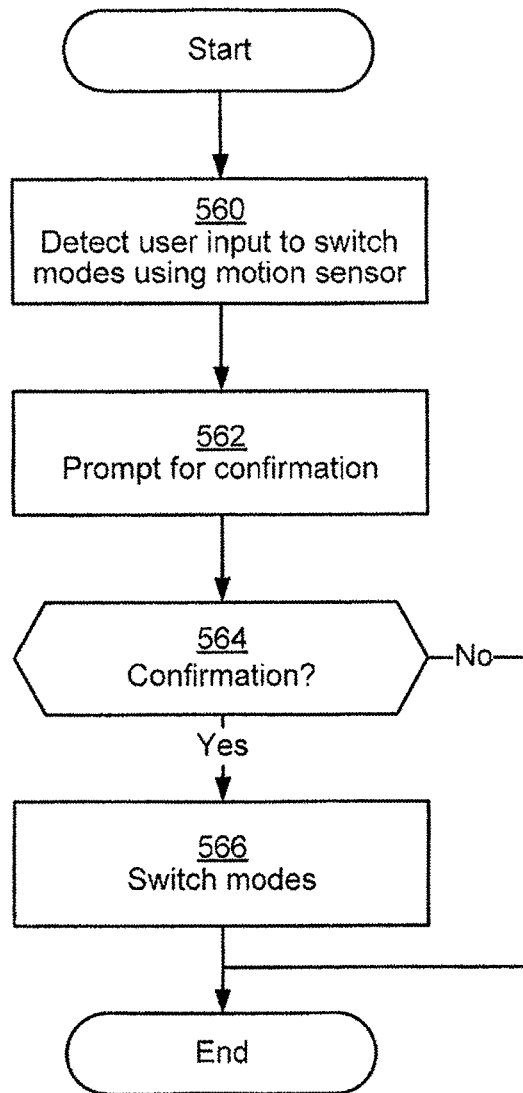 Start
560
Detect user input to switch
modes using motion sensor
562
Prompt for confirmation
564
Confirmation?
No
Yes
566
Switch modes
End